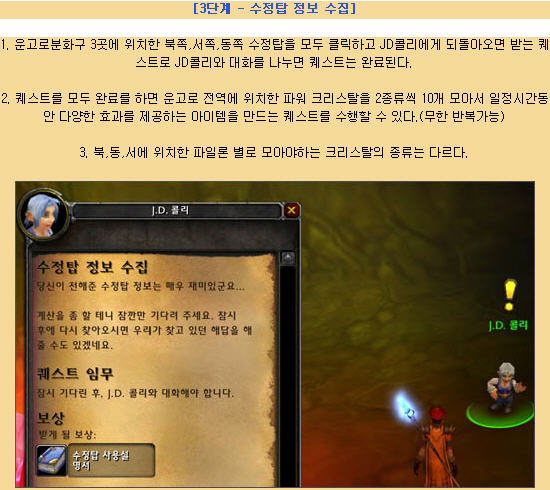 [3단계 - 수정탑 정보 수집]
1. 운고로분화구 3곳에 위치한 북쪽,서쪽,동쪽 수정탑을 모두 클릭하고 JD콜리에게 되돌아오면 받는 퀘
스트로 JD콜리와 대화를 나누면 퀘스트는 완료된다.
2. 퀘스트를 모두 완료를 하면 운고로 전역에 위치한 파워 크리스탈을 2종류씩 10개 모아서 일정시간동
안 다양한 효과를 제공하는 아이템을 만드는 퀘스트를 수행할 수 있다.(무한 반복가능)
3. 북,동,서에 위치한 파일론 별로 모아야하는 크리스탈의 종류는 다르다.
J.D. 콜리
수정탑 정보 수집
당신이 전해준 수정탑 정보는 매우 재미있군요...
계산을 좀 할 테니 잠깐만 기다려 주세요. 잠시
후에 다시 찾아오시면 우리가 찾고 있던 해답을 해
줄 수도 있겠네요.
퀘스트 임무
잠시 기다린 후, J.D. 콜리와 대화해야 합니다.
보상
받게 될 보상:
수정탑 사용설
명서
J.D. 콜리